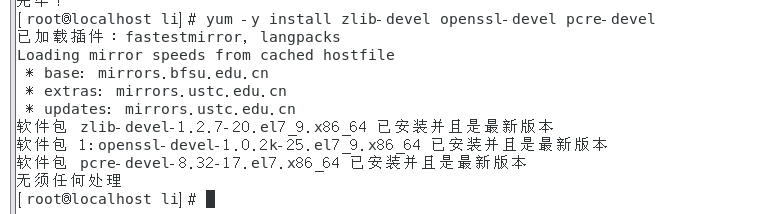 完毕！
[root@localhost li]# yum -y install zlib-devel openssl-devel pcre-devel
已加载插件：fastestmirror, langpacks
Loading mirror speeds from cached hostfile
 * base: mirrors.bfsu.edu.cn
 * extras: mirrors.ustc.edu.cn
 * updates: mirrors.ustc.edu.cn
软件包 zlib-devel-1.2.7-20.el7_9.x86_64 已安装并且是最新版本
软件包 1:openssl-devel-1.0.2k-25.el7_9.x86_64 已安装并且是最新版本
软件包 pcre-devel-8.32-17.el7.x86_64 已安装并且是最新版本
无须任何处理
[root@localhost li]#